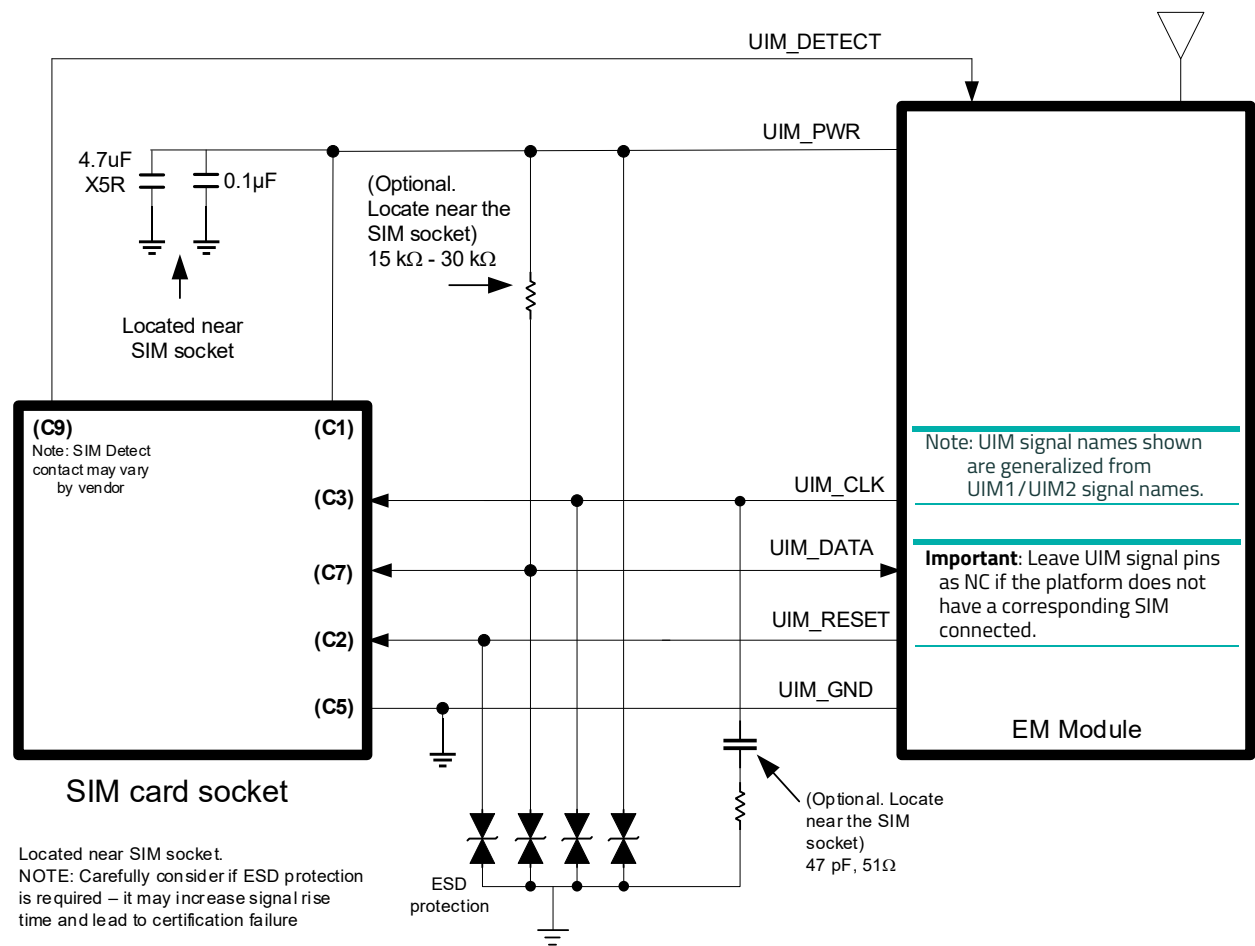 UIM_DETECT
UIM_PWR
4.7uF
X5R
0.1µF
(Optional.
Locate near the
SIM socket)
15 kΩ - 30 kΩ
Located near
SIM socket
(C9)
Note: SIM Detect
contact may vary
by vendor
(C1)
(C3)
(C7)
(C2)
(C5)
UIM_CLK
UIM_DATA
UIM_RESET
UIM_GND
Note: UIM signal names shown
are generalized from
UIM1/UIM2 signal names.
Important: Leave UIM signal pins
as NC if the platform does not
have a corresponding SIM
connected.
EM Module
SIM card socket
(Optional. Locate
near the SIM
socket)
47 pF, 51Ω
Located near SIM socket.
NOTE: Carefully consider if ESD protection
is required – it may increase signal rise
time and lead to certification failure
ESD
protection